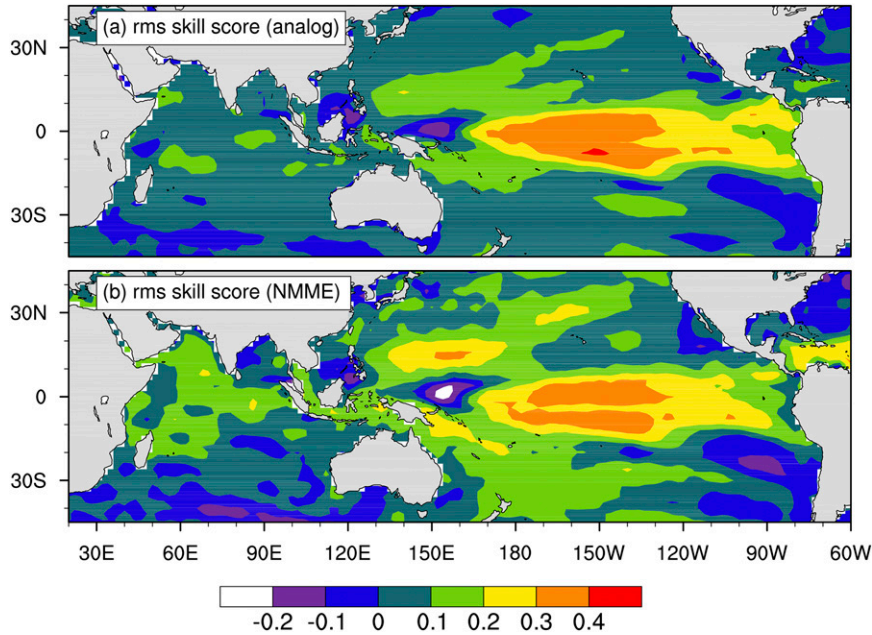 (a) rms skill score (analog)
30N
0
30S
(b) rms skill score (NMME)
30N
0
30S
30E 60E 90E 120E 150E 180 150W 120W 90W 60W
-0.2 -0.1 0 0.1 0.2 0.3 0.4